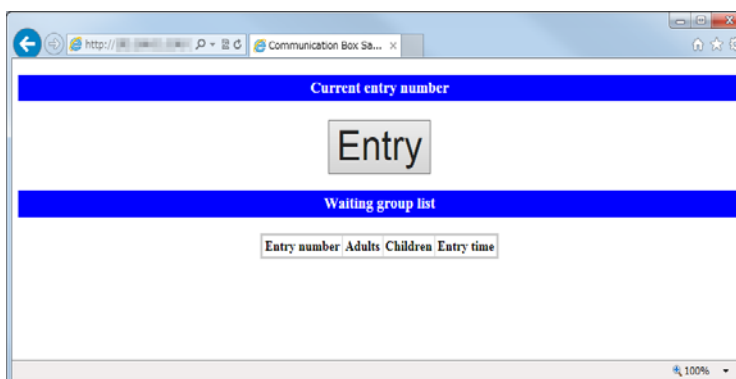 http://
Communication Box Sa...
Current entry number
Entry
Waiting group list
Entry number Adults Children Entry time
100%